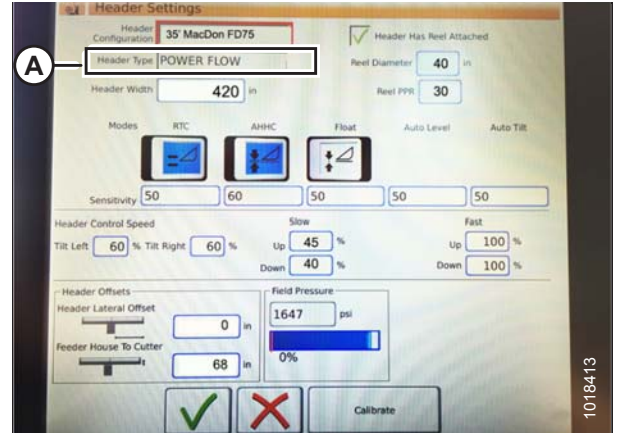 Header Settings
Header Configuration 35' MacDon FD75
Header Has Reel Attached
A
Header Type POWER FLOW
Reel Diameter 40 in
Header Width 420 in
Reel PPR 30
Modes RTC AHHC Float Auto Level Auto Tilt
Sensitivity 50 60 50 50 50
Header Control Speed Slow Fast
Tilt Left 60 % Tilt Right 60 % Up 45 % Up 100 %
Down 40 % Down 100 %
Header Offsets Field Pressure
Header Lateral Offset
0 in
1647 psi
Feeder House To Cutter
68 in
0%
Calibrate
1018413